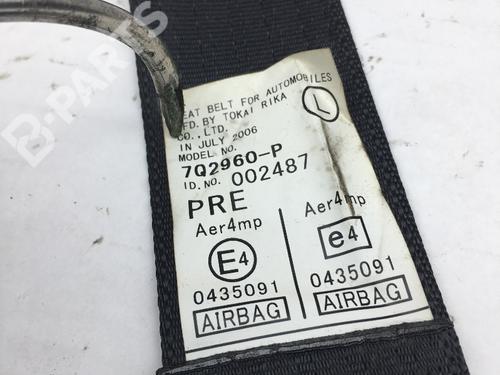 EAT BELT FOR AUTOMOBILES
FD. BY TOKAI RIKA
CO., LTD.
IN JULY 2006
MODEL NO.
7Q2960-P
ID. NO. 002487
L
PRE
Aer4mp
E4
0435091
AIRBAG
Aer4mp
e4
0435091
AIRBAG